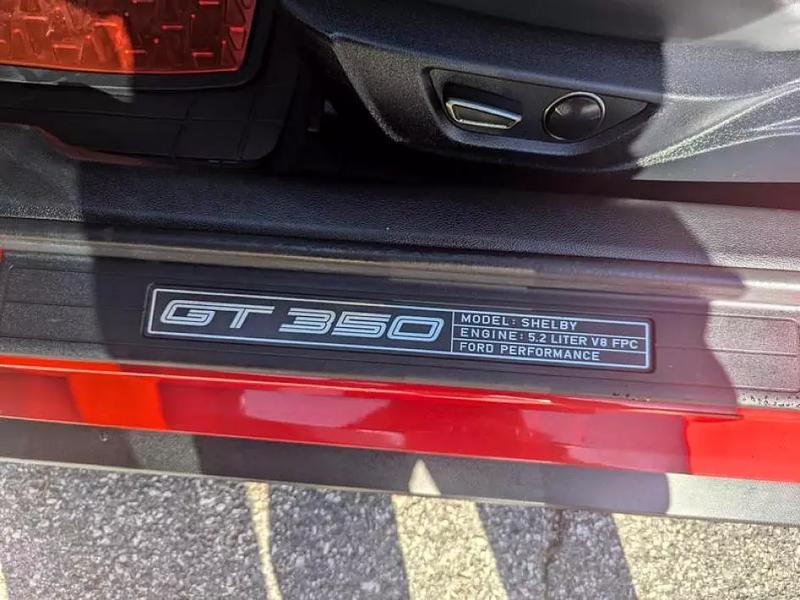 GT 350
MODEL: SHELBY
ENGINE: 5.2 LITER V8 FPC
FORD PERFORMANCE